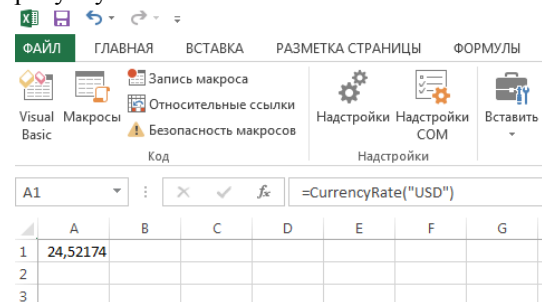 ФАЙЛ ГЛАВНАЯ ВСТАВКА РАЗМЕТКА СТРАНИЦЫ ФОРМУЛЫ
Visual Basic
Макросы
Запись макроса
Относительные ссылки
Безопасность макросов
Код
Надстройки
Надстройки COM
Надстройки
Вставить
A1 fx =CurrencyRate("USD")
A B C D E F G
1 24,52174
2
3